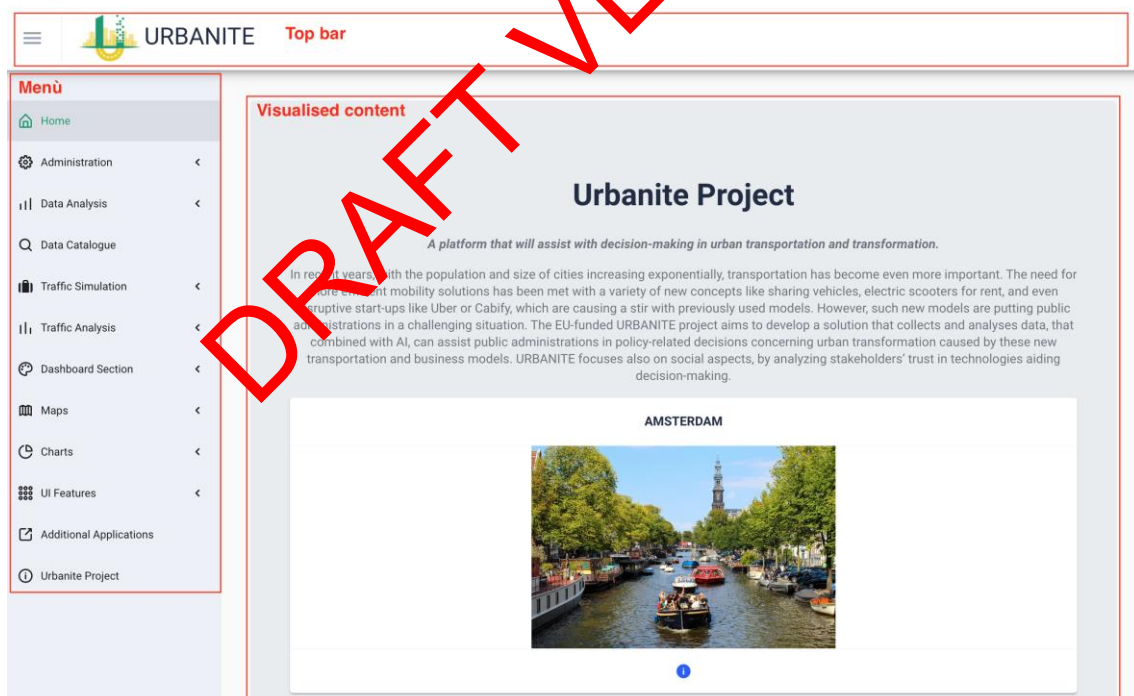 URBANITE
Top bar
Menù
Home
Administration
Data Analysis
Data Catalogue
Traffic Simulation
Traffic Analysis
Dashboard Section
Maps
Charts
UI Features
Additional Applications
Urbanite Project
Visualised content
Urbanite Project
A platform that will assist with decision-making in urban transportation and transformation.
In recent years, with the population and size of cities increasing exponentially, transportation has become even more important. The need for
more efficient mobility solutions has been met with a variety of new concepts like sharing vehicles, electric scooters for rent, and even
disruptive start-ups like Uber or Cabify, which are causing a stir with previously used models. However, such new models are putting public
administrations in a challenging situation. The EU-funded URBANITE project aims to develop a solution that collects and analyses data, that
combined with AI, can assist public administrations in policy-related decisions concerning urban transformation caused by these new
transportation and business models. URBANITE focuses also on social aspects, by analyzing stakeholders' trust in technologies aiding
decision-making.
AMSTERDAM
DRAFT VE